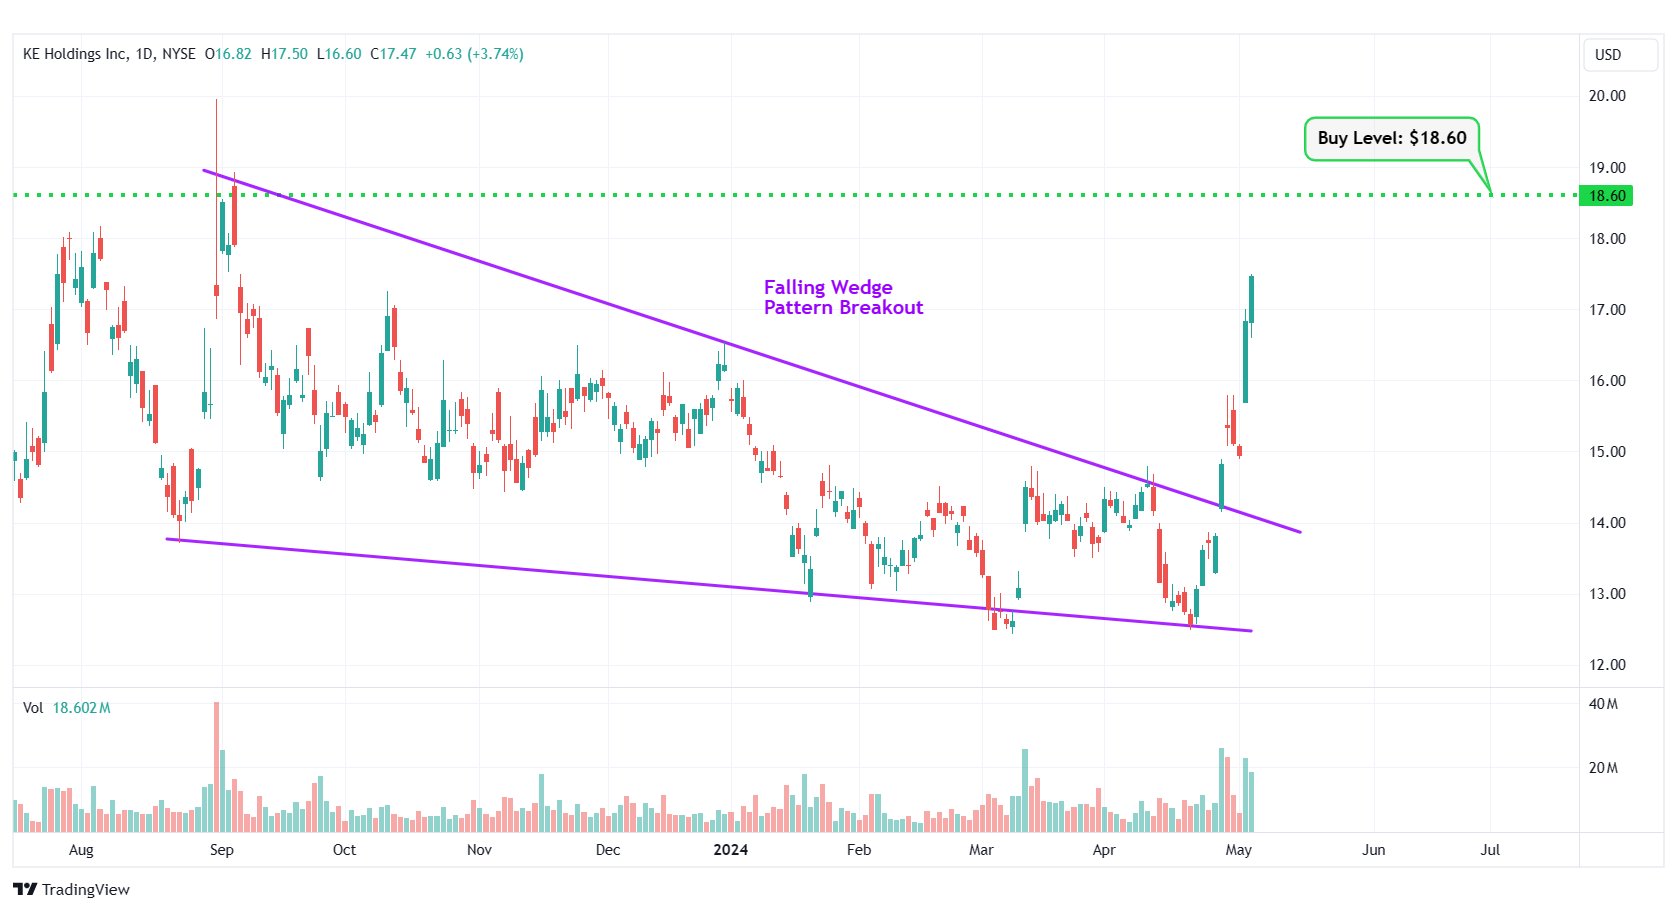 KE Holdings Inc, 1D, NYSE O16.82 H17.50 L16.60 C17.47 +0.63 (+3.74%)
USD
20.00
Buy Level: $18.60
19.00
18.60
18.00
Falling Wedge
Pattern Breakout
17.00
16.00
15.00
14.00
13.00
12.00
Vol 18.602M
40M
20M
Aug Sep Oct Nov Dec 2024 Feb Mar Apr May Jun Jul
TradingView